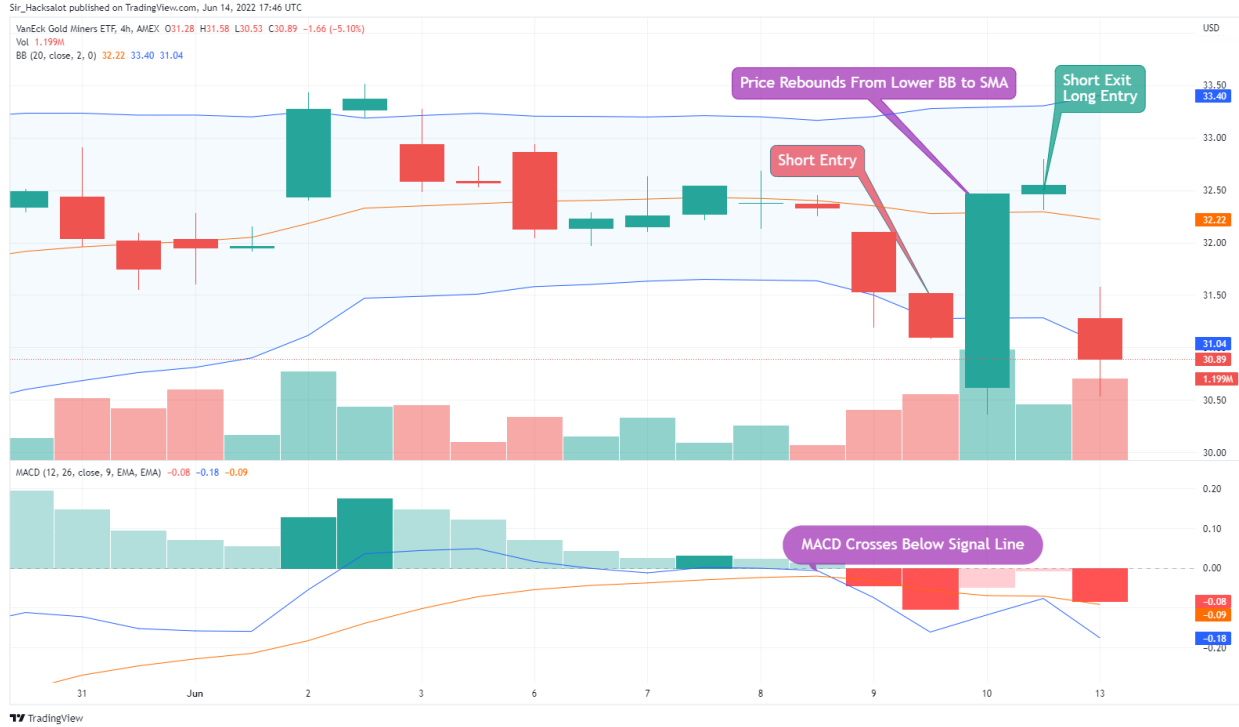 Sir_Hacksalot published on TradingView.com, Jun 14, 2022 17:46 UTC
VanEck Gold Miners ETF, 4h, AMEX O31.28 H31.58 L30.53 C30.89 −1.66 (−5.10%)
USD
Vol 1.199M
BB (20, close, 2, 0) 32.22 33.40 31.04
Price Rebounds From Lower BB to SMA
Short Exit
Long Entry
Short Entry
33.50
33.40
33.00
32.50
32.22
32.00
31.50
31.04
30.89
1.199M
30.50
30.00
MACD (12, 26, close, 9, EMA, EMA) −0.08 −0.18 −0.09
MACD Crosses Below Signal Line
0.20
0.10
0.00
−0.08
−0.09
−0.18
−0.20
31 Jun 2 3 6 7 8 9 10 13
TradingView